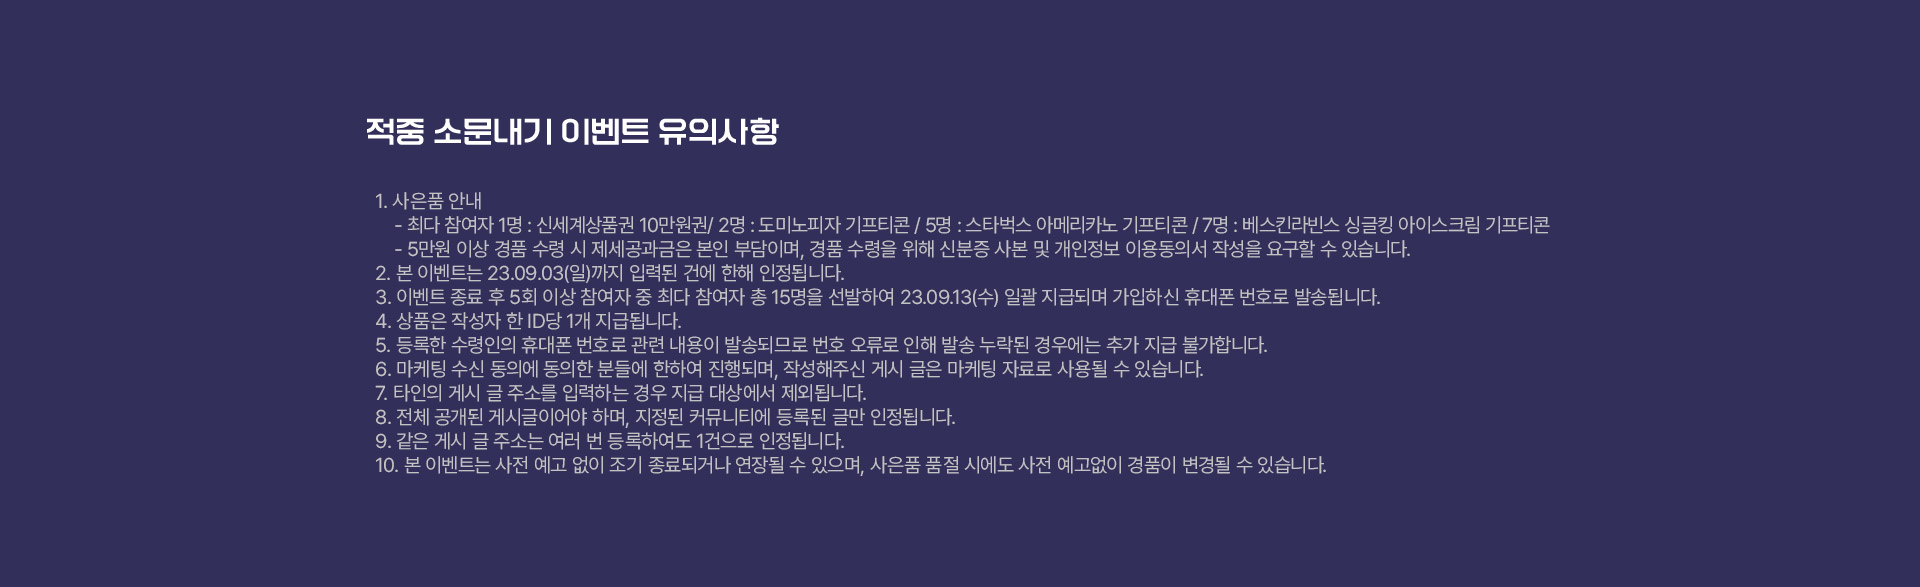 적중 소문내기 이벤트 유의사항
1. 사은품 안내
- 최다 참여자 1명 : 신세계상품권 10만원권/ 2명 : 도미노피자 기프티콘 / 5명 : 스타벅스 아메리카노 기프티콘 / 7명 : 베스킨라빈스 싱글킹 아이스크림 기프티콘
- 5만원 이상 경품 수령 시 제세공과금은 본인 부담이며, 경품 수령을 위해 신분증 사본 및 개인정보 이용동의서 작성을 요구할 수 있습니다.
2. 본 이벤트는 23.09.03(일)까지 입력된 건에 한해 인정됩니다.
3. 이벤트 종료 후 5회 이상 참여자 중 최다 참여자 총 15명을 선발하여 23.09.13(수) 일괄 지급되며 가입하신 휴대폰 번호로 발송됩니다.
4. 상품은 작성자 한 ID당 1개 지급됩니다.
5. 등록한 수령인의 휴대폰 번호로 관련 내용이 발송되므로 번호 오류로 인해 발송 누락된 경우에는 추가 지급 불가합니다.
6. 마케팅 수신 동의에 동의한 분들에 한하여 진행되며, 작성해주신 게시 글은 마케팅 자료로 사용될 수 있습니다.
7. 타인의 게시 글 주소를 입력하는 경우 지급 대상에서 제외됩니다.
8. 전체 공개된 게시글이어야 하며, 지정된 커뮤니티에 등록된 글만 인정됩니다.
9. 같은 게시 글 주소는 여러 번 등록하여도 1건으로 인정됩니다.
10. 본 이벤트는 사전 예고 없이 조기 종료되거나 연장될 수 있으며, 사은품 품절 시에도 사전 예고없이 경품이 변경될 수 있습니다.